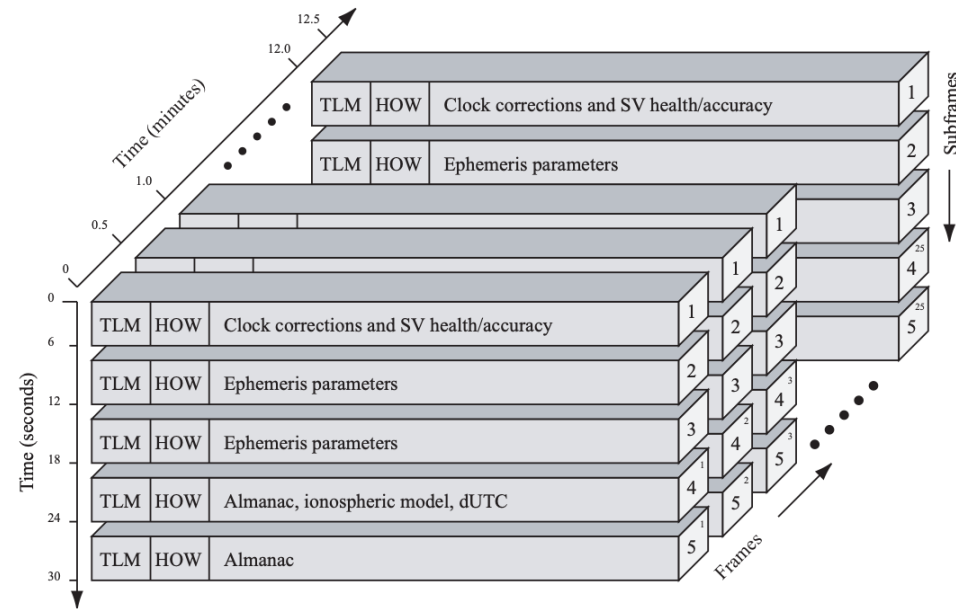 12.5
12.0
Time (minutes)
1.0
0.5
0
TLM HOW Clock corrections and SV health/accuracy 1
TLM HOW Ephemeris parameters 2
3
4 25
5 25
Subframes
1
2
3
4 3
5 3
1
2
3
4 2
5 2
0
6
12
18
24
30
Time (seconds)
TLM HOW Clock corrections and SV health/accuracy 1
TLM HOW Ephemeris parameters 2
TLM HOW Ephemeris parameters 3
TLM HOW Almanac, ionospheric model, dUTC 4 1
TLM HOW Almanac 5 1
Frames